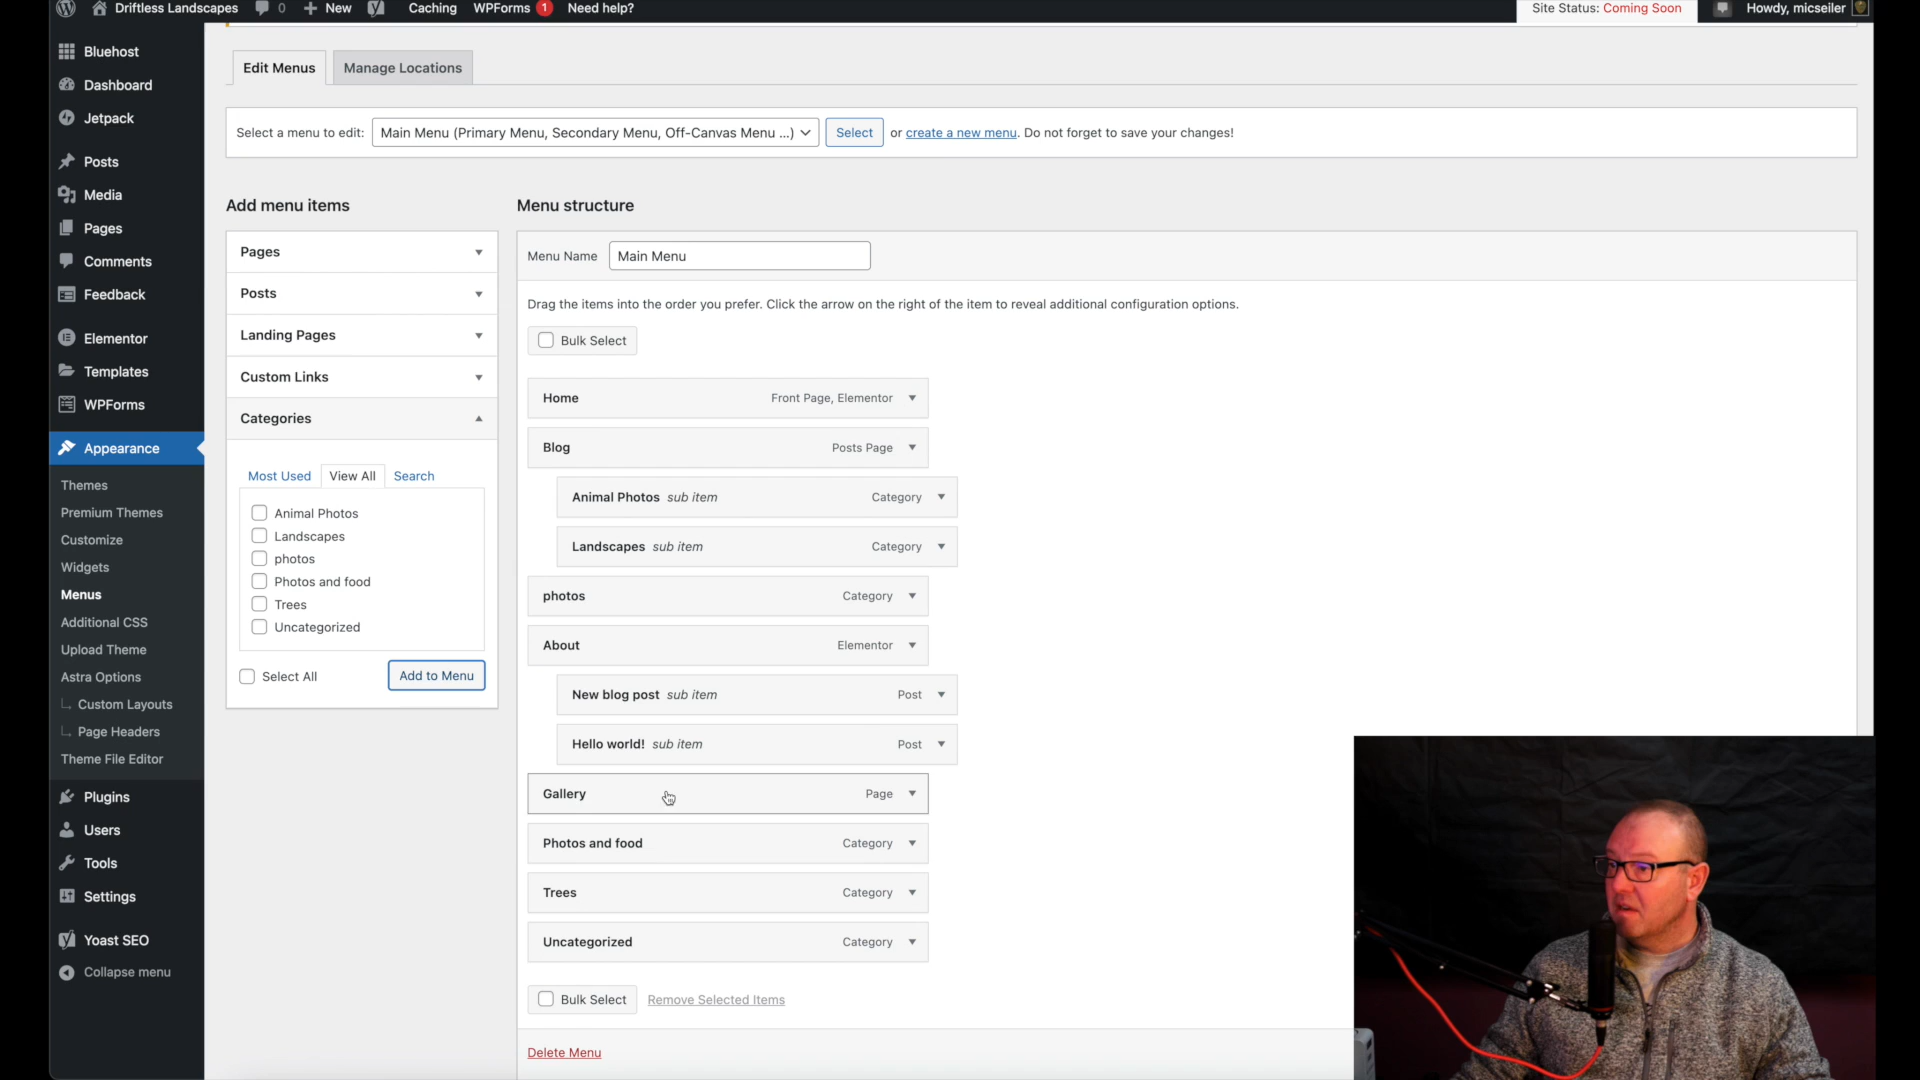 Driftless Landscapes 0 New Caching WPForms 1 Need help? Site Status: Coming Soon Howdy, micseiler
Bluehost
Dashboard
Jetpack
Posts
Media
Pages
Comments
Feedback
Elementor
Templates
WPForms
Appearance
Themes
Premium Themes
Customize
Widgets
Menus
Additional CSS
Upload Theme
Astra Options
Custom Layouts
Page Headers
Theme File Editor
Plugins
Users
Tools
Settings
Yoast SEO
Collapse menu
Edit Menus Manage Locations
Select a menu to edit: Main Menu (Primary Menu, Secondary Menu, Off-Canvas Menu ...) Select or create a new menu. Do not forget to save your changes!
Add menu items
Pages
Posts
Landing Pages
Custom Links
Categories
Most Used View All Search
Animal Photos
Landscapes
photos
Photos and food
Trees
Uncategorized
Select All Add to Menu
Menu structure
Menu Name Main Menu
Drag the items into the order you prefer. Click the arrow on the right of the item to reveal additional configuration options.
Bulk Select
Home Front Page, Elementor
Blog Posts Page
Animal Photos sub item Category
Landscapes sub item Category
photos Category
About Elementor
New blog post sub item Post
Hello world! sub item Post
Gallery Page
Photos and food Category
Trees Category
Uncategorized Category
Bulk Select Remove Selected Items
Delete Menu